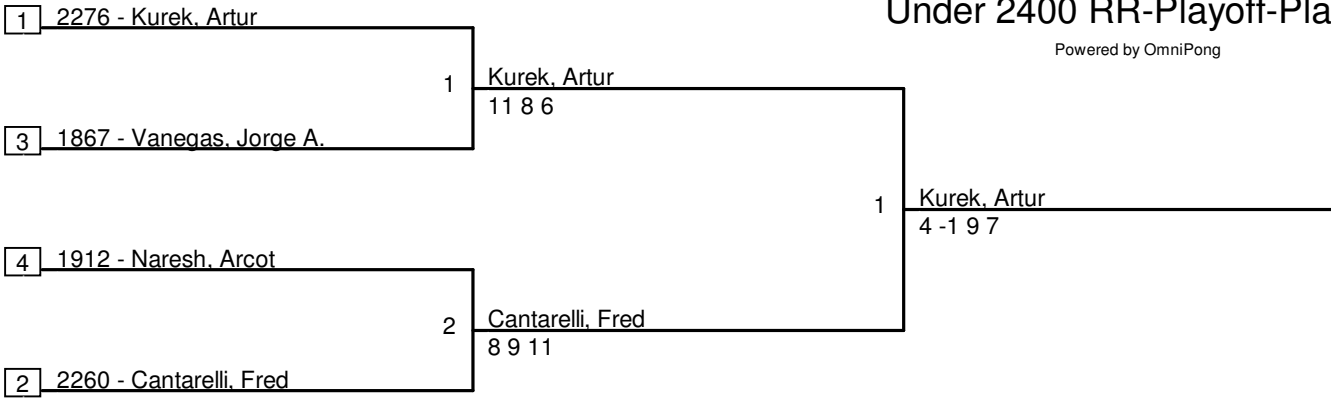 Under 2400 RR-Playoff-Pla
Powered by OmniPong
1 2276 - Kurek, Artur
1 Kurek, Artur
11 8 6
3 1867 - Vanegas, Jorge A.
1 Kurek, Artur
4 -1 9 7
4 1912 - Naresh, Arcot
2 Cantarelli, Fred
8 9 11
2 2260 - Cantarelli, Fred